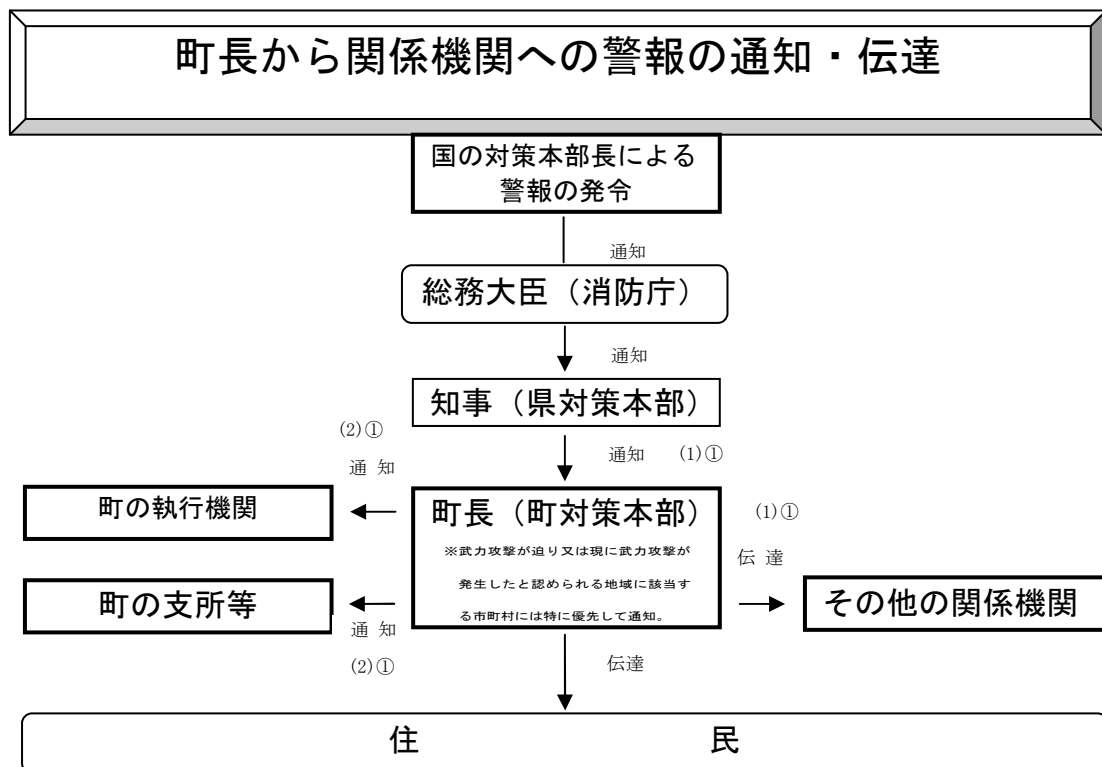 町長から関係機関への警報の通知・伝達
国の対策本部長による
警報の発令
通知
総務大臣（消防庁）
通知
知事（県対策本部）
(2)①
通 知
通知 (1)①
町の執行機関
町長（町対策本部）
(1)①
※武力攻撃が迫り又は現に武力攻撃が
発生したと認められる地域に該当す
る市町村には特に優先して通知。
伝 達
町の支所等
その他の関係機関
通 知
(2)①
伝達
住 民